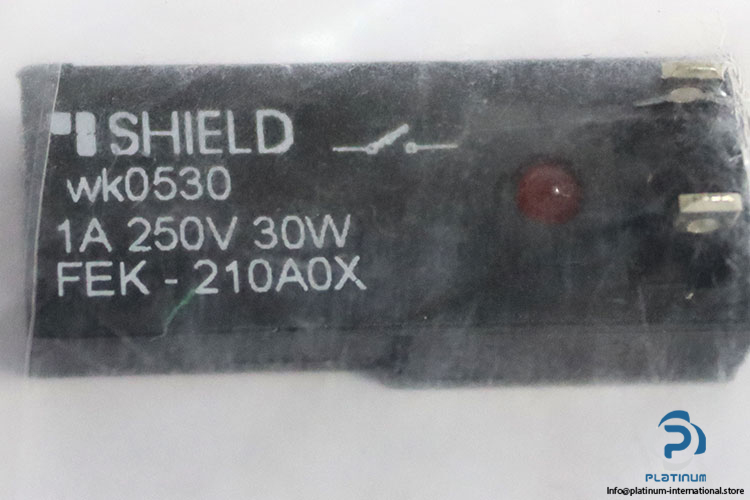 SHIELD
wk0530
1A 250V 30W
FEK - 210A0X
PLATINUM
Info@platinum-international.store